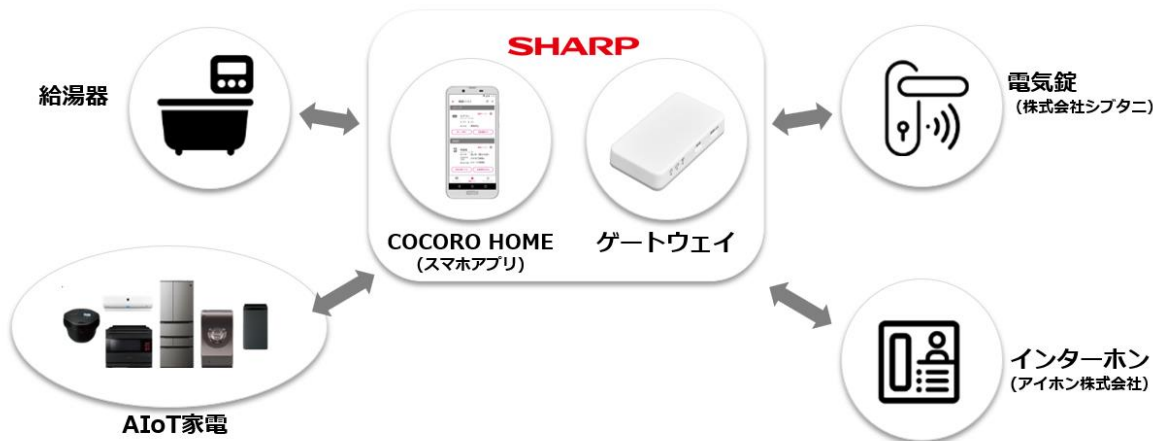 SHARP
給湯器
COCORO HOME
(スマホアプリ)
ゲートウェイ
電気錠
(株式会社シブタニ)
AIoT家電
インターホン
(アイホン株式会社)